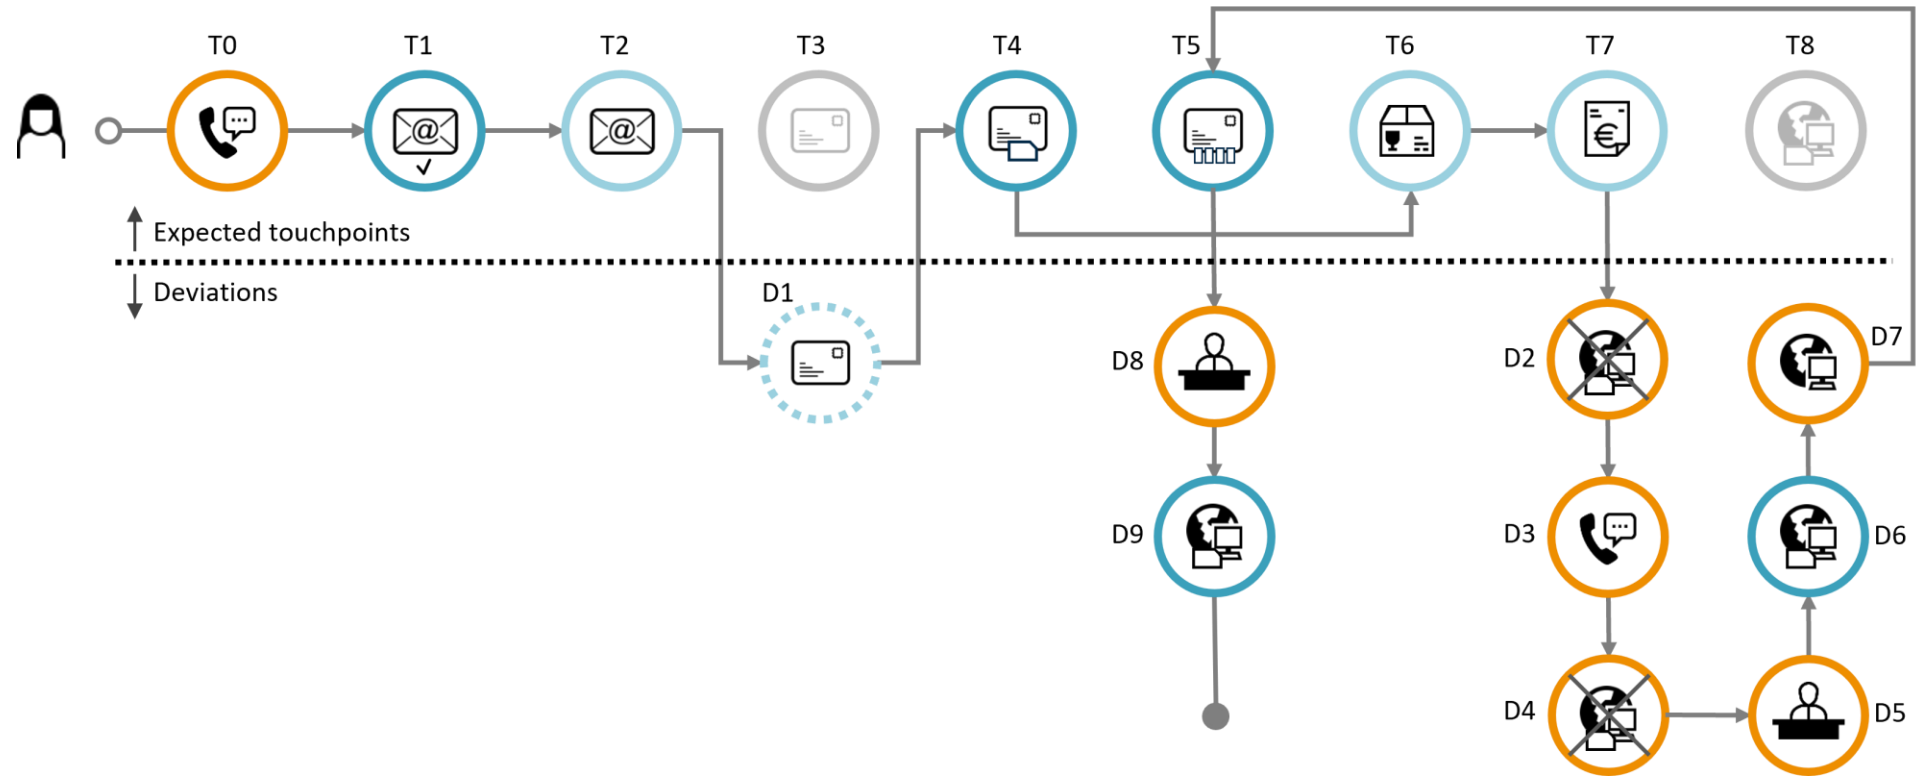 T0 T1 T2 T3 T4 T5 T6 T7 T8
@ @ €
Expected touchpoints
Deviations
D1
D8 D2 D7
D9 D3 D6
D4 D5